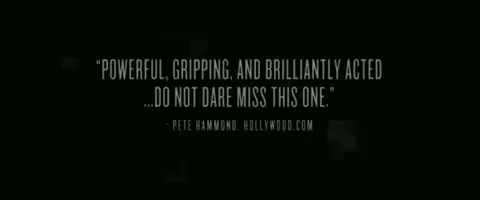 “POWERFUL, GRIPPING, AND BRILLIANTLY ACTED
...DO NOT DARE MISS THIS ONE.”
- PETE HAMMOND, HOLLYWOOD.COM